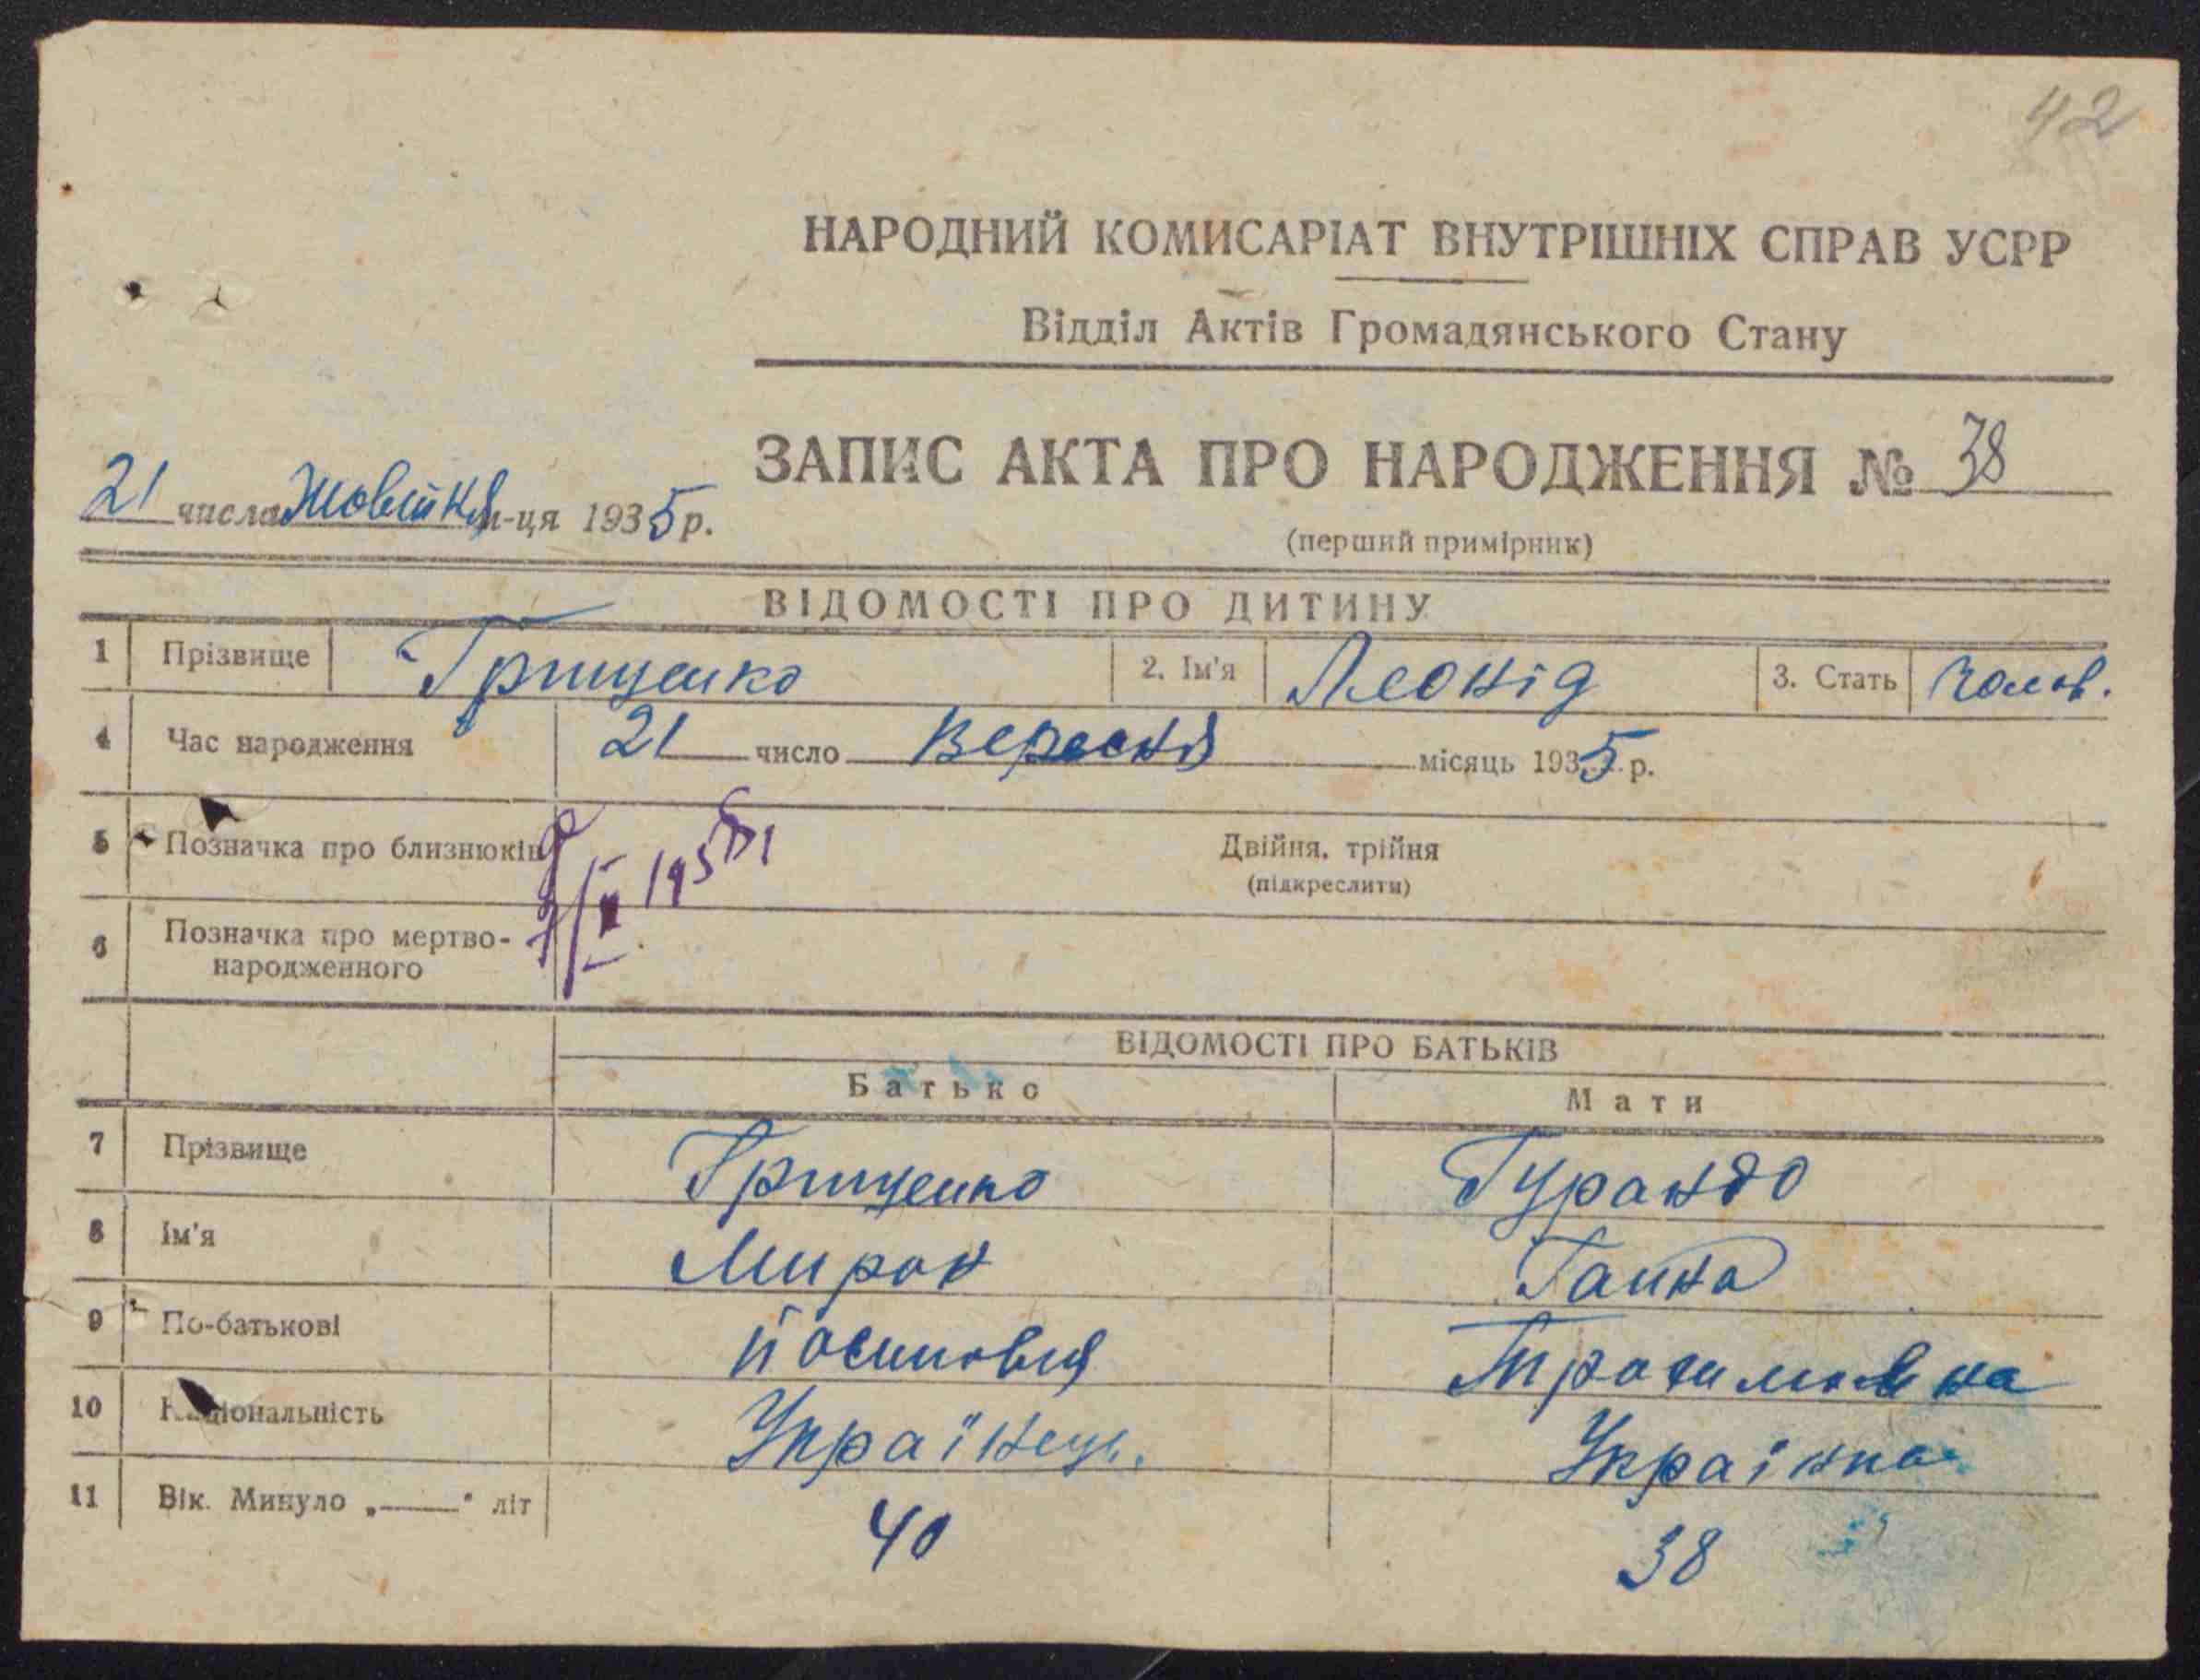 42
НАРОДНИЙ КОМИСАРІАТ ВНУТРІШНІХ СПРАВ УСРР
Відділ Актів Громадянського Стану
ЗАПИС АКТА ПРО НАРОДЖЕННЯ № 38
21 числа Жовтня м-ця 1935 р.
(перший примірник)
ВІДОМОСТІ ПРО ДИТИНУ
1 Прізвище Грищенко 2. Ім'я Леонід 3. Стать Чолов.
4 Час народження 21 число Вересня місяць 1935 р.
5 Позначка про близнюків Двійня, трійня
(підкреслити)
6 Позначка про мертво-
народженного
ВІДОМОСТІ ПРО БАТЬКІВ
Батько Мати
7 Прізвище Грищенко Гурандо
8 Ім'я Мирон Ганна
9 По-батькові Йосипович
10 Національність Українець. Українка
11 Вік. Минуло „——" літ 40 38